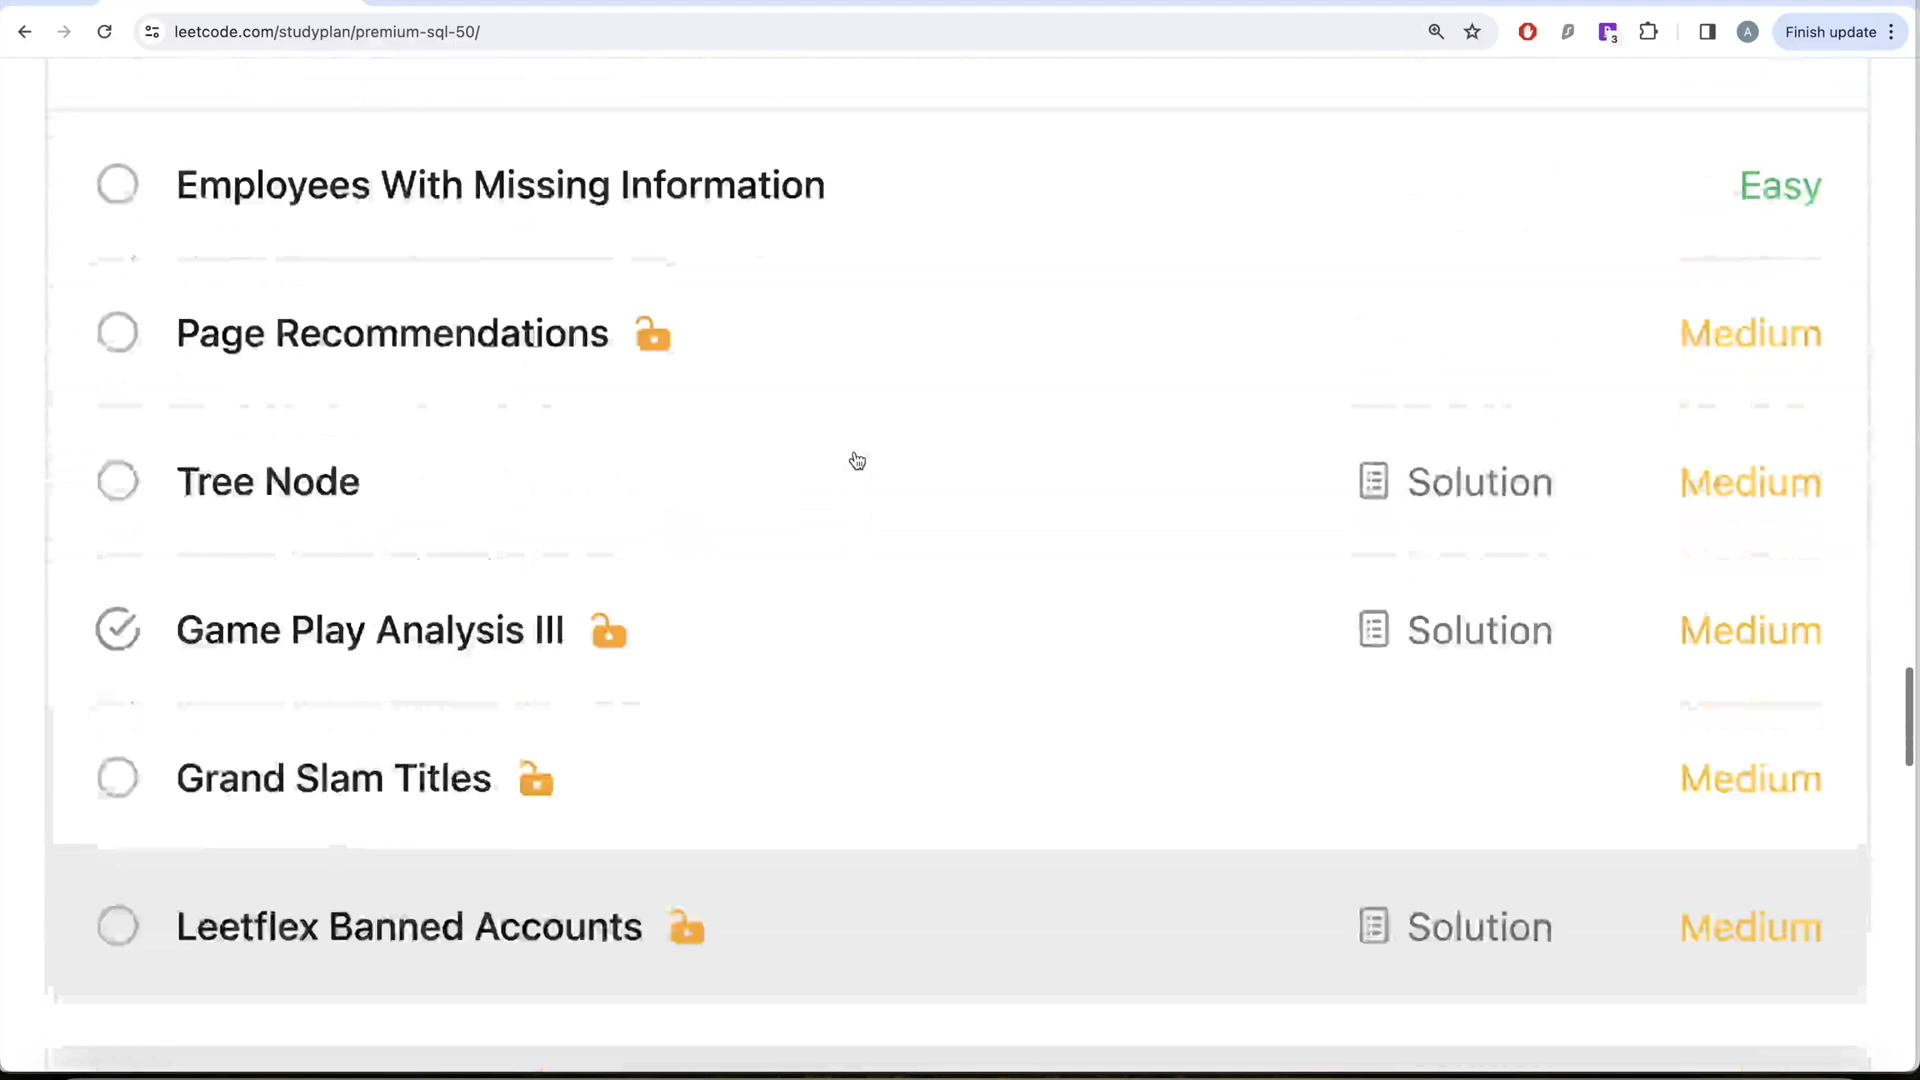 leetcode.com/studyplan/premium-sql-50/
3
A
Finish update
Employees With Missing Information
Easy
Page Recommendations
Medium
Tree Node
Solution
Medium
Game Play Analysis III
Solution
Medium
Grand Slam Titles
Medium
Leetflex Banned Accounts
Solution
Medium